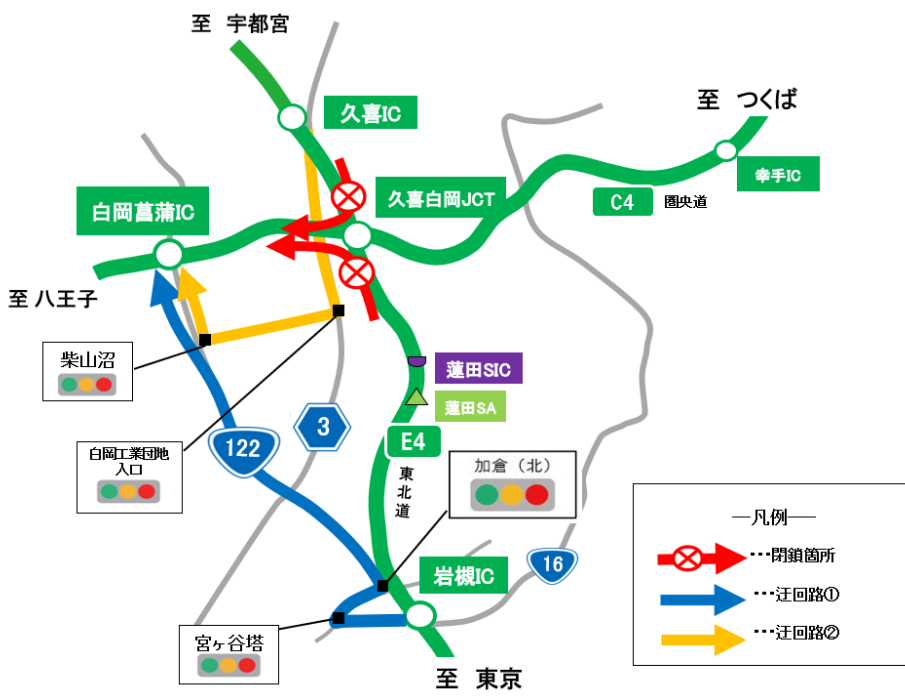 至 宇都宮
久喜IC
至 つくば
幸手IC
C4
圏央道
久喜白岡JCT
白岡菖蒲IC
至 八王子
柴山沼
蓮田SIC
蓮田SA
3
122
白岡工業団地
入口
E4
東北道
加倉（北）
岩槻IC
16
宮ヶ谷塔
至 東京
―凡例―
…閉鎖箇所
…迂回路①
…迂回路②